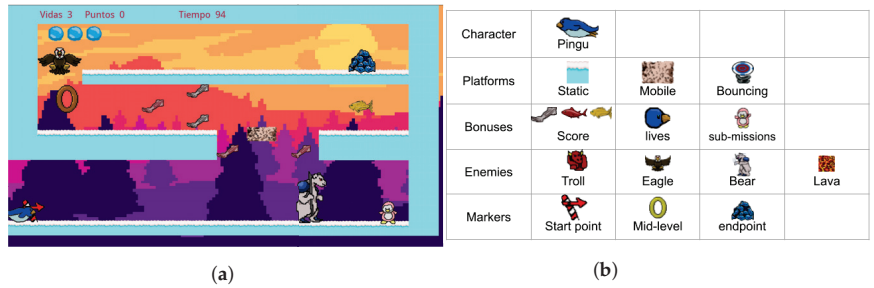 Vidas 3 Puntos 0 Tiempo 94
(a)
Character
Pingu
Platforms
Static Mobile Bouncing
Bonuses
Score lives sub-missions
Enemies
Troll Eagle Bear Lava
Markers
Start point Mid-level endpoint
(b)